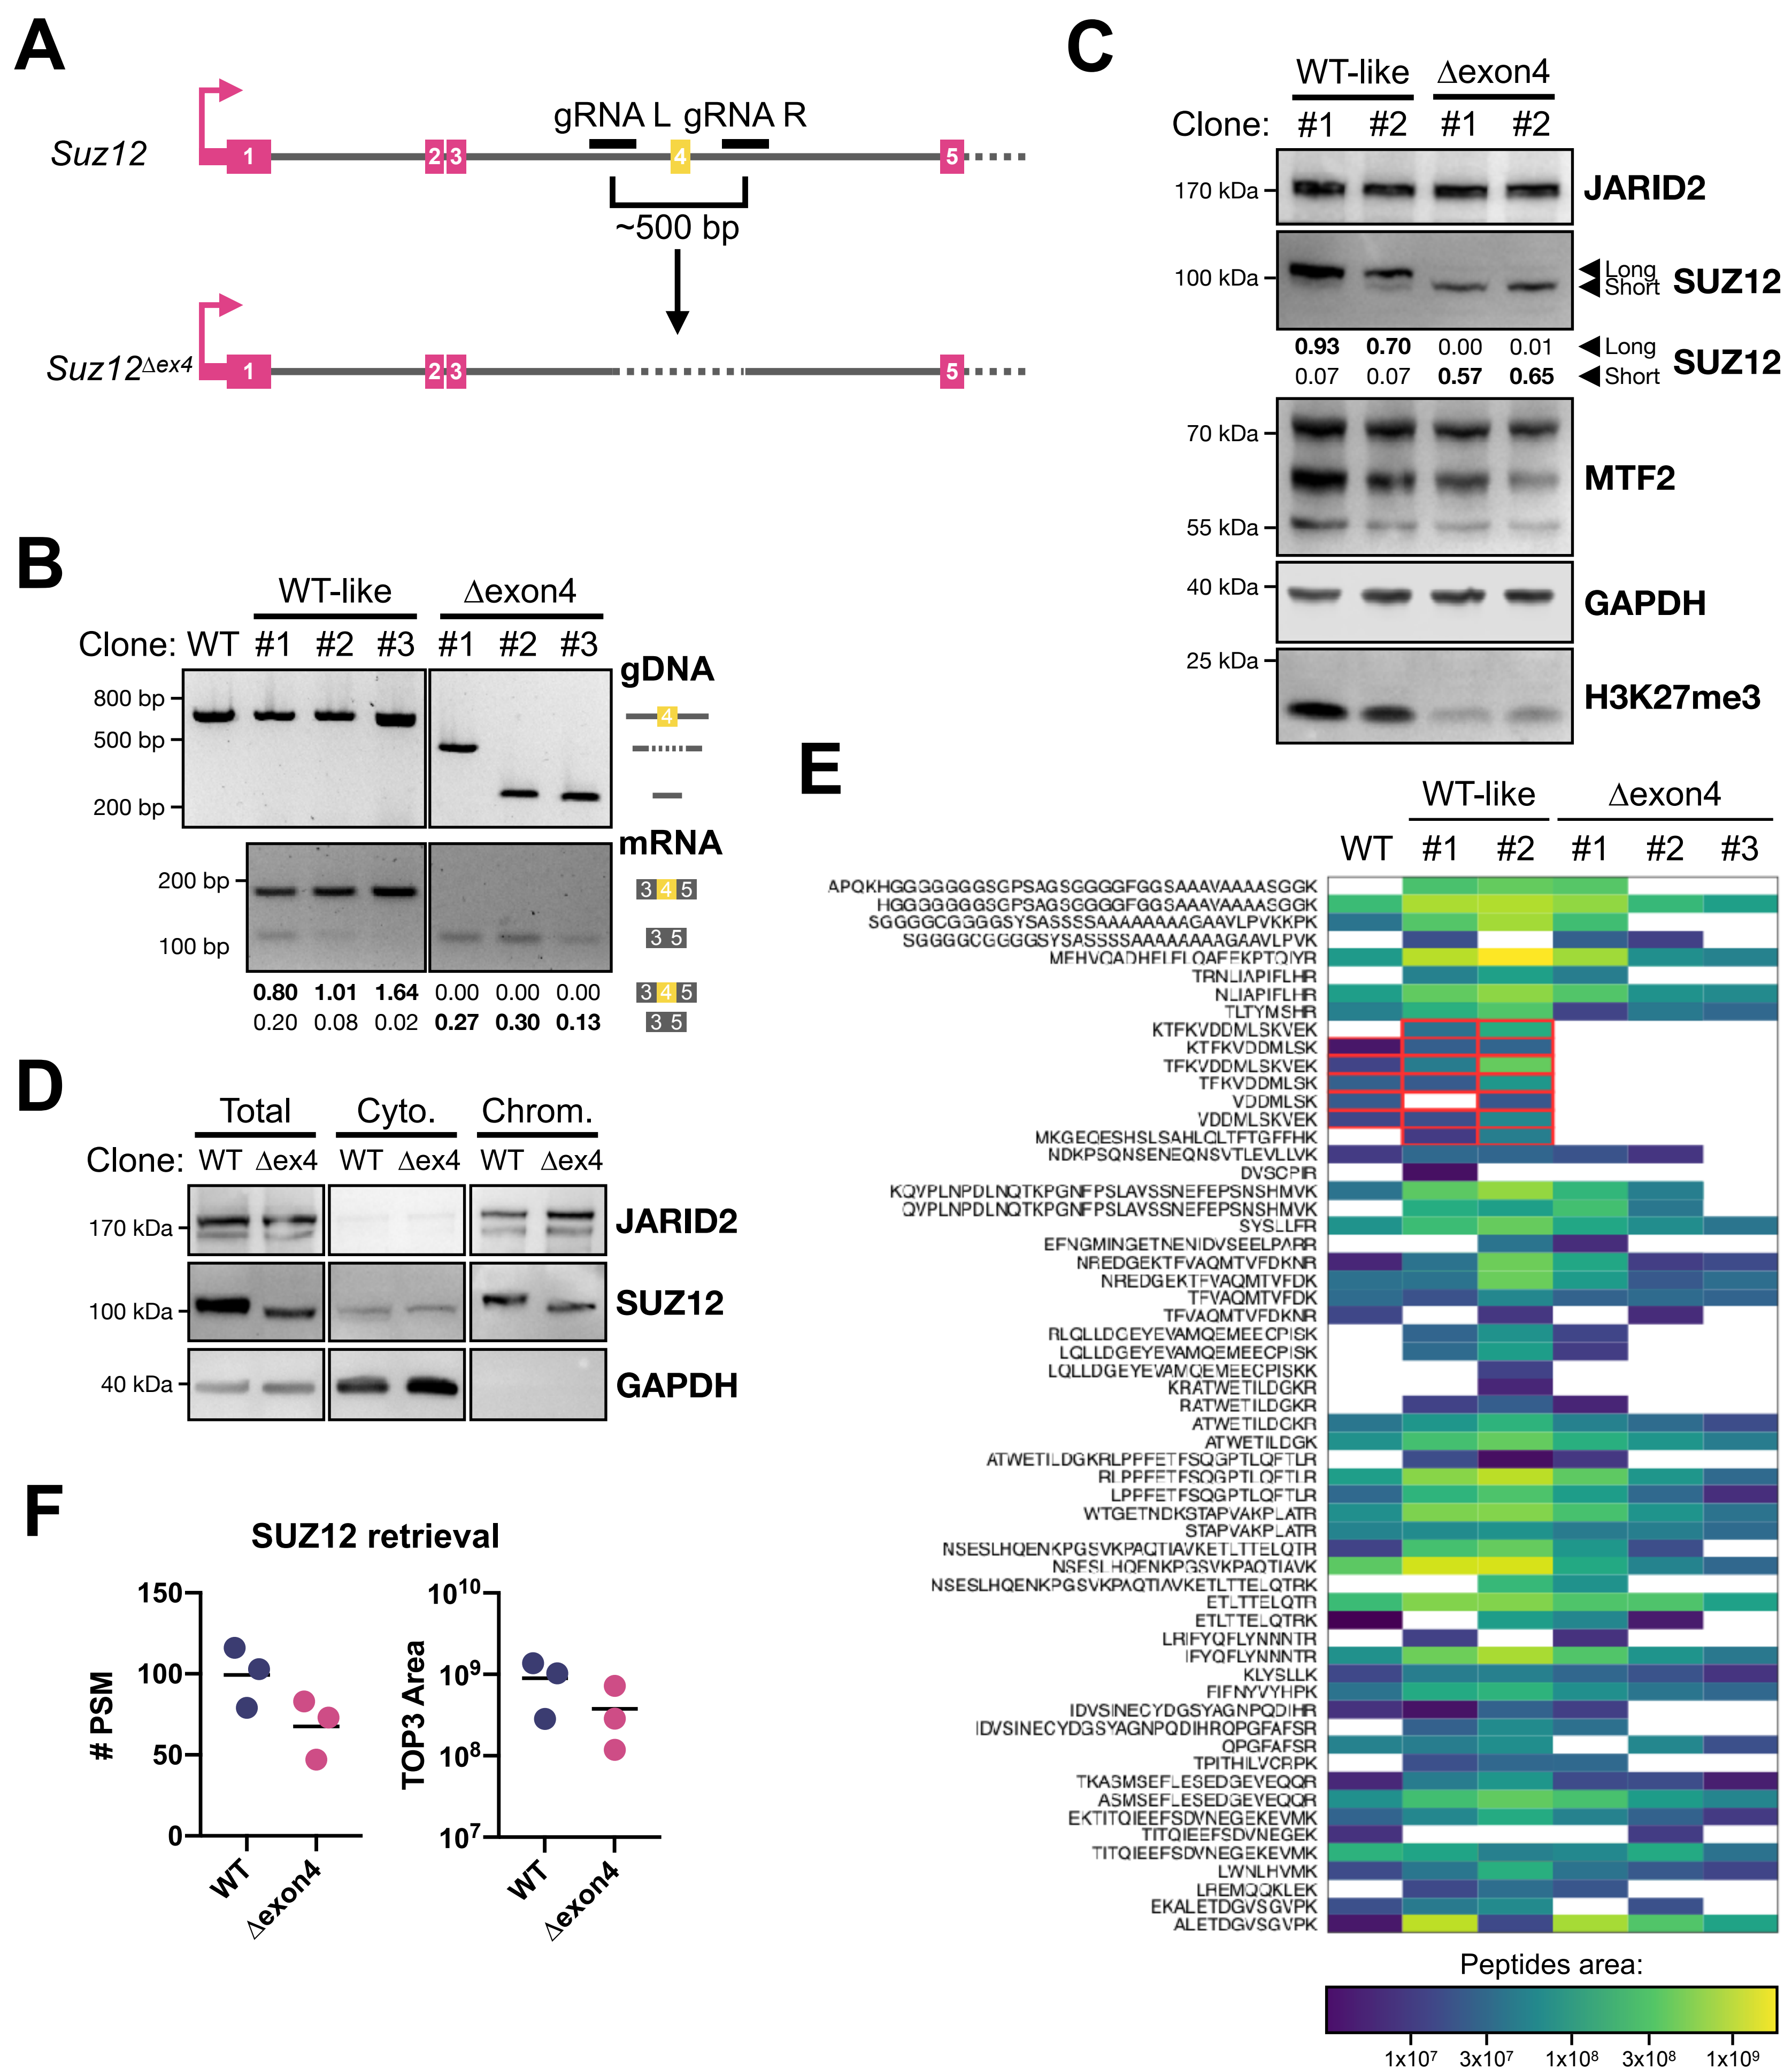 A
gRNA L gRNA R
Suz12
1
2
3
4
5
~500 bp
Suz12Δex4
1
2
3
5
B
WT-like
Δexon4
Clone: WT #1 #2 #3 #1 #2 #3
gDNA
800 bp
500 bp
200 bp
4
mRNA
200 bp
100 bp
3 4 5
3 5
0.80 1.01 1.64 0.00 0.00 0.00
3 4 5
0.20 0.08 0.02 0.27 0.30 0.13
3 5
C
WT-like
Δexon4
Clone: #1 #2 #1 #2
170 kDa
JARID2
100 kDa
Long
Short
SUZ12
0.93 0.70 0.00 0.01
Long
0.07 0.07 0.57 0.65
Short
SUZ12
70 kDa
55 kDa
MTF2
40 kDa
GAPDH
25 kDa
H3K27me3
D
Total
Cyto.
Chrom.
Clone: WT Δex4 WT Δex4 WT Δex4
170 kDa
JARID2
100 kDa
SUZ12
40 kDa
GAPDH
E
WT-like
Δexon4
WT #1 #2 #1 #2 #3
TRNLIAPIFLHR
NLIAPIFLHR
TLTYMSHR
KTFKVDDMLSKVEK
KTFKVDDMLSK
TFKVDDMLSKVEK
TFKVDDMLSK
VDDMLSK
VDDMLSKVEK
MKGEQESHSLSAHLQLTFTGFFHK
NDKPSQNSENEQNSVTLEVLLVK
DVSCPIR
KQVPLNPDLNQTKPGNFPSLAVSSNEFEPSNSHMVK
QVPLNPDLNQTKPGNFPSLAVSSNEFEPSNSHMVK
SYSLLFR
EFNGMINGETNENIDVSEELPARR
NREDGEKTFVAQMTVFDKNR
NREDGEKTFVAQMTVFDK
TFVAQMTVFDK
TFVAQMTVFDKNR
RLQLLDGEYEVAMQEMEECPISK
LQLLDGEYEVAMQEMEECPISK
LQLLDGEYEVAMQEMEECPISKK
KRATWETILDGKR
RATWETILDGKR
ATWETILDGKR
ATWETILDGK
ATWETILDGKRLPPFETFSQGPTLQFTLR
RLPPFETFSQGPTLQFTLR
LPPFETFSQGPTLQFTLR
WTGETNDKSTAPVAKPLATR
STAPVAKPLATR
NSESLHQENKPGSVKPAQTIAVKETLTTELQTR
NSESLHQENKPGSVKPAQTIAVK
NSESLHQENKPGSVKPAQTIAVKETLTTELQTRK
ETLTTELQTR
ETLTTELQTRK
LRIFYQFLYNNNTR
IFYQFLYNNNTR
KLYSLLK
FIFNYVYHPK
IDVSINECYDGSYAGNPQDIHR
IDVSINECYDGSYAGNPQDIHRQPGFAFSR
QPGFAFSR
TPITHILVCRPK
TKASMSEFLESEDGEVEQQR
ASMSEFLESEDGEVEQQR
EKTITQIEEFSDVNEGEKEVMK
TITQIEEFSDVNEGEK
TITQIEEFSDVNEGEKEVMK
LWNLHVMK
LREMQQKLEK
EKALETDGVSGVPK
ALETDGVSGVPK
Peptides area:
1x10⁷ 3x10⁷ 1x10⁸ 3x10⁸ 1x10⁹
F
SUZ12 retrieval
# PSM
150
100
50
0
WT
Δexon4
TOP3 Area
10¹⁰
10⁹
10⁸
10⁷
WT
Δexon4